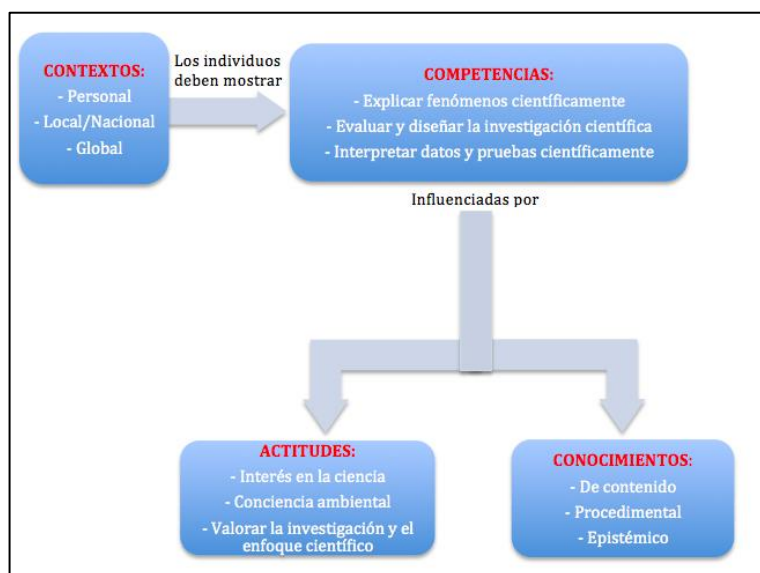 CONTEXTOS:
- Personal
- Local/Nacional
- Global
Los individuos
deben mostrar
COMPETENCIAS:
- Explicar fenómenos científicamente
- Evaluar y diseñar la investigación científica
- Interpretar datos y pruebas científicamente
Influenciadas por
ACTITUDES:
- Interés en la ciencia
- Conciencia ambiental
- Valorar la investigación y el
enfoque científico
CONOCIMIENTOS:
- De contenido
- Procedimental
- Epistémico